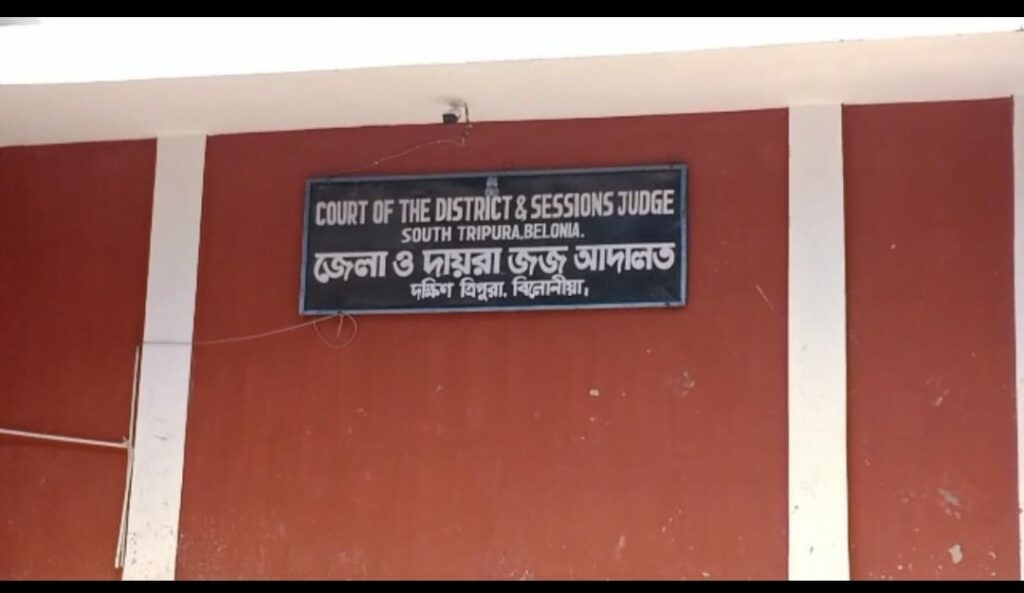 COURT OF THE DISTRICT & SESSIONS JUDGE
SOUTH TRIPURA, BELONIA.
জেলা ও দায়রা জজ আদালত
দক্ষিণ ত্রিপুরা, বিলোনীয়া,